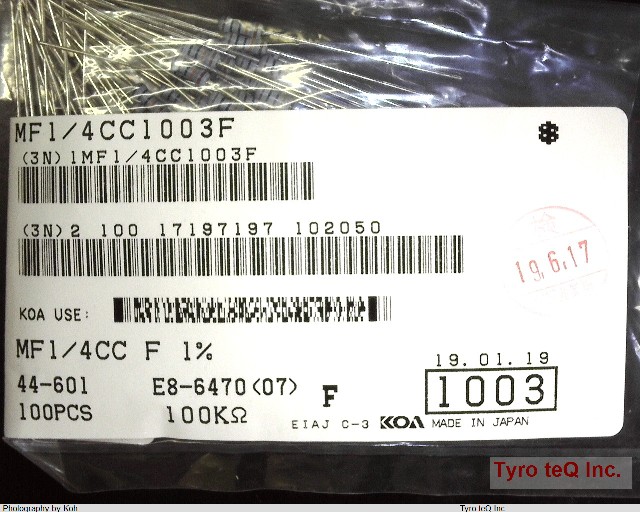 MF1/4CC1003F
(3N) 1MF1/4CC1003F
(3N) 2 100 17197197 102050
19.6.17
KOA USE:
MF1/4CC F 1%
19.01.19
44-601 E8-6470(07) F 1003
100PCS 100KΩ EIAJ C-3 KOA MADE IN JAPAN
Tyro teQ Inc.
Photography by Koh Tyro teQ Inc